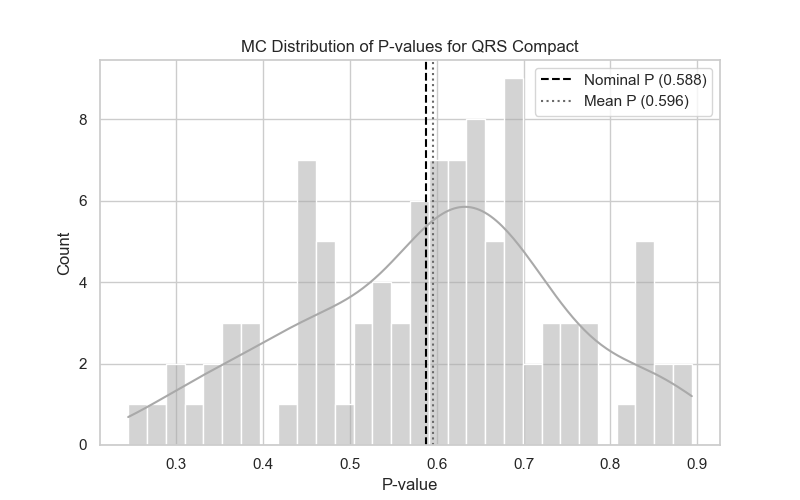 MC Distribution of P-values for QRS Compact
Nominal P (0.588)
Mean P (0.596)
Count
8
6
4
2
0
0.3 0.4 0.5 0.6 0.7 0.8 0.9
P-value